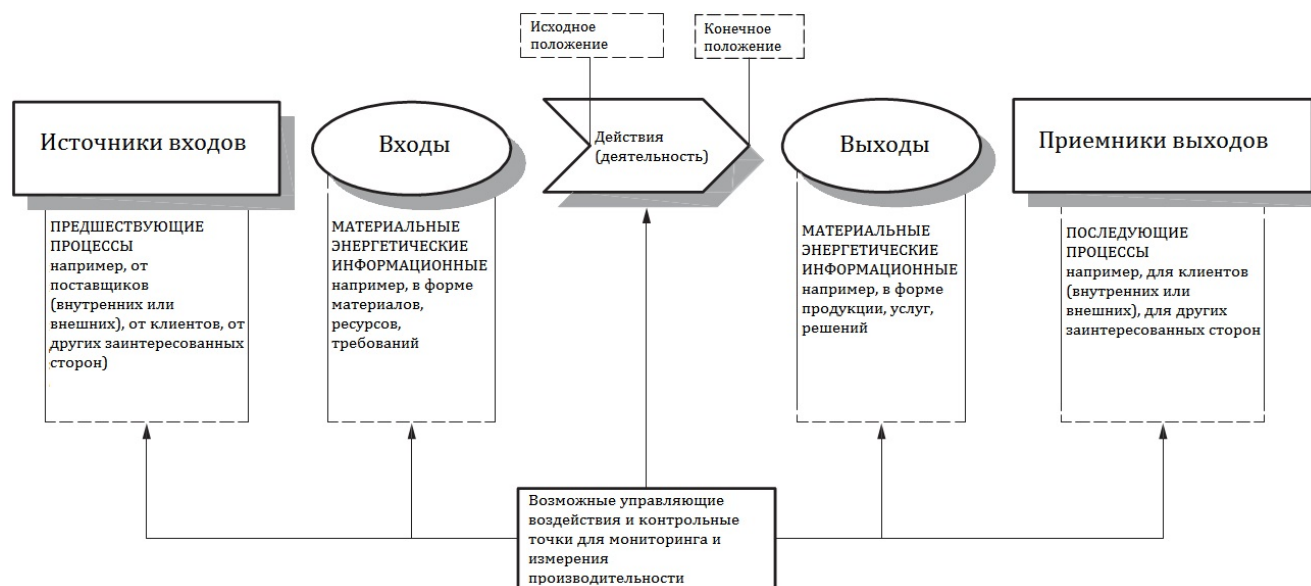 Исходное
положение
Конечное
положение
Источники входов
Входы
Действия
(деятельность)
Выходы
Приемники выходов
ПРЕДШЕСТВУЮЩИЕ
ПРОЦЕССЫ
например, от
поставщиков
(внутренних или
внешних), от клиентов, от
других заинтересованных
сторон)
МАТЕРИАЛЬНЫЕ
ЭНЕРГЕТИЧЕСКИЕ
ИНФОРМАЦИОННЫЕ
например, в форме
материалов,
ресурсов,
требований
МАТЕРИАЛЬНЫЕ
ЭНЕРГЕТИЧЕСКИЕ
ИНФОРМАЦИОННЫЕ
например, в форме
продукции, услуг,
решений
ПОСЛЕДУЮЩИЕ
ПРОЦЕССЫ
например, для клиентов
(внутренних или
внешних), для других
заинтересованных сторон
Возможные управляющие
воздействия и контрольные
точки для мониторинга и
измерения
производительности